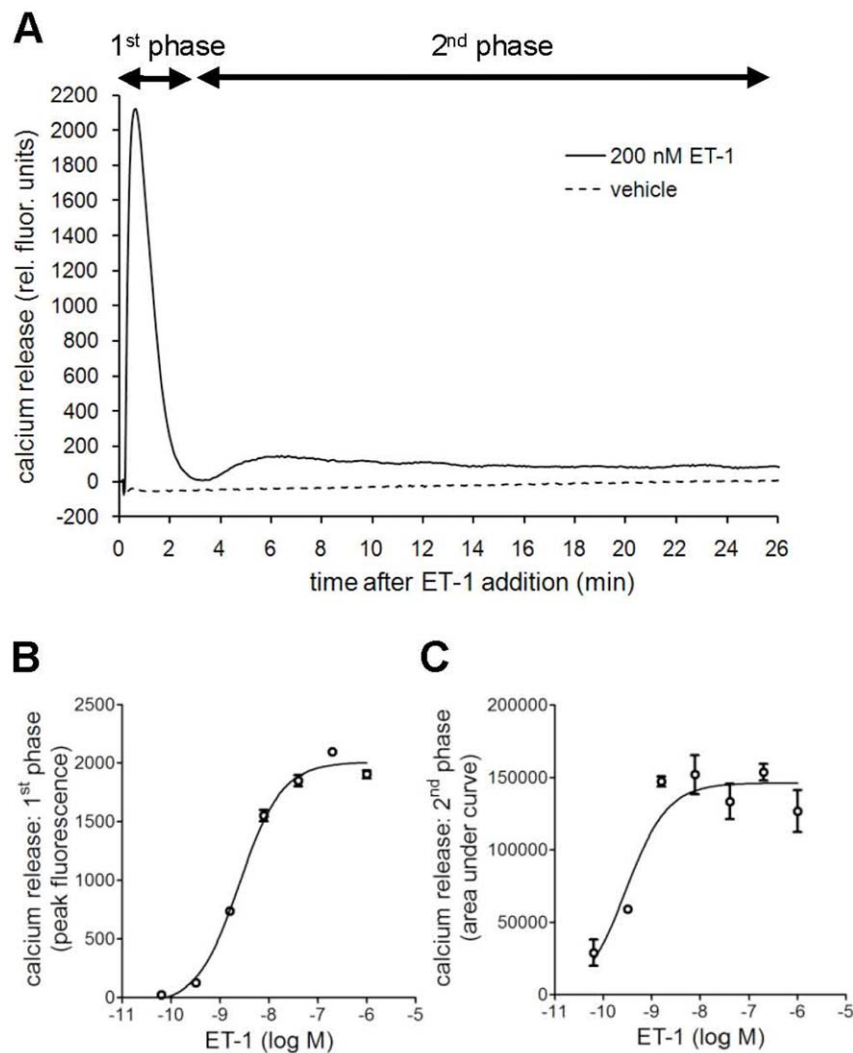 A
1st phase
2nd phase
2200
2000
1800
1600
1400
1200
1000
800
600
400
200
0
-200
calcium release (rel. fluor. units)
200 nM ET-1
vehicle
0 2 4 6 8 10 12 14 16 18 20 22 24 26
time after ET-1 addition (min)
B
2500
2000
1500
1000
500
0
calcium release: 1st phase
(peak fluorescence)
-11 -10 -9 -8 -7 -6 -5
ET-1 (log M)
C
200000
150000
100000
50000
0
calcium release: 2nd phase
(area under curve)
-11 -10 -9 -8 -7 -6 -5
ET-1 (log M)